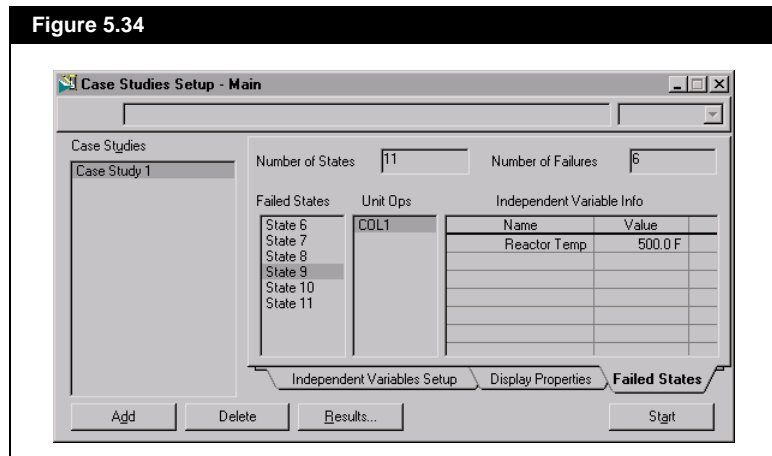 Figure 5.34
Case Studies Setup - Main
Case Studies
Case Study 1
Number of States 11 Number of Failures 6
Failed States Unit Ops Independent Variable Info
State 6
State 7
State 8
State 9
State 10
State 11
COL1
Name Value
Reactor Temp 500.0 F
Independent Variables Setup Display Properties Failed States
Add Delete Results... Start